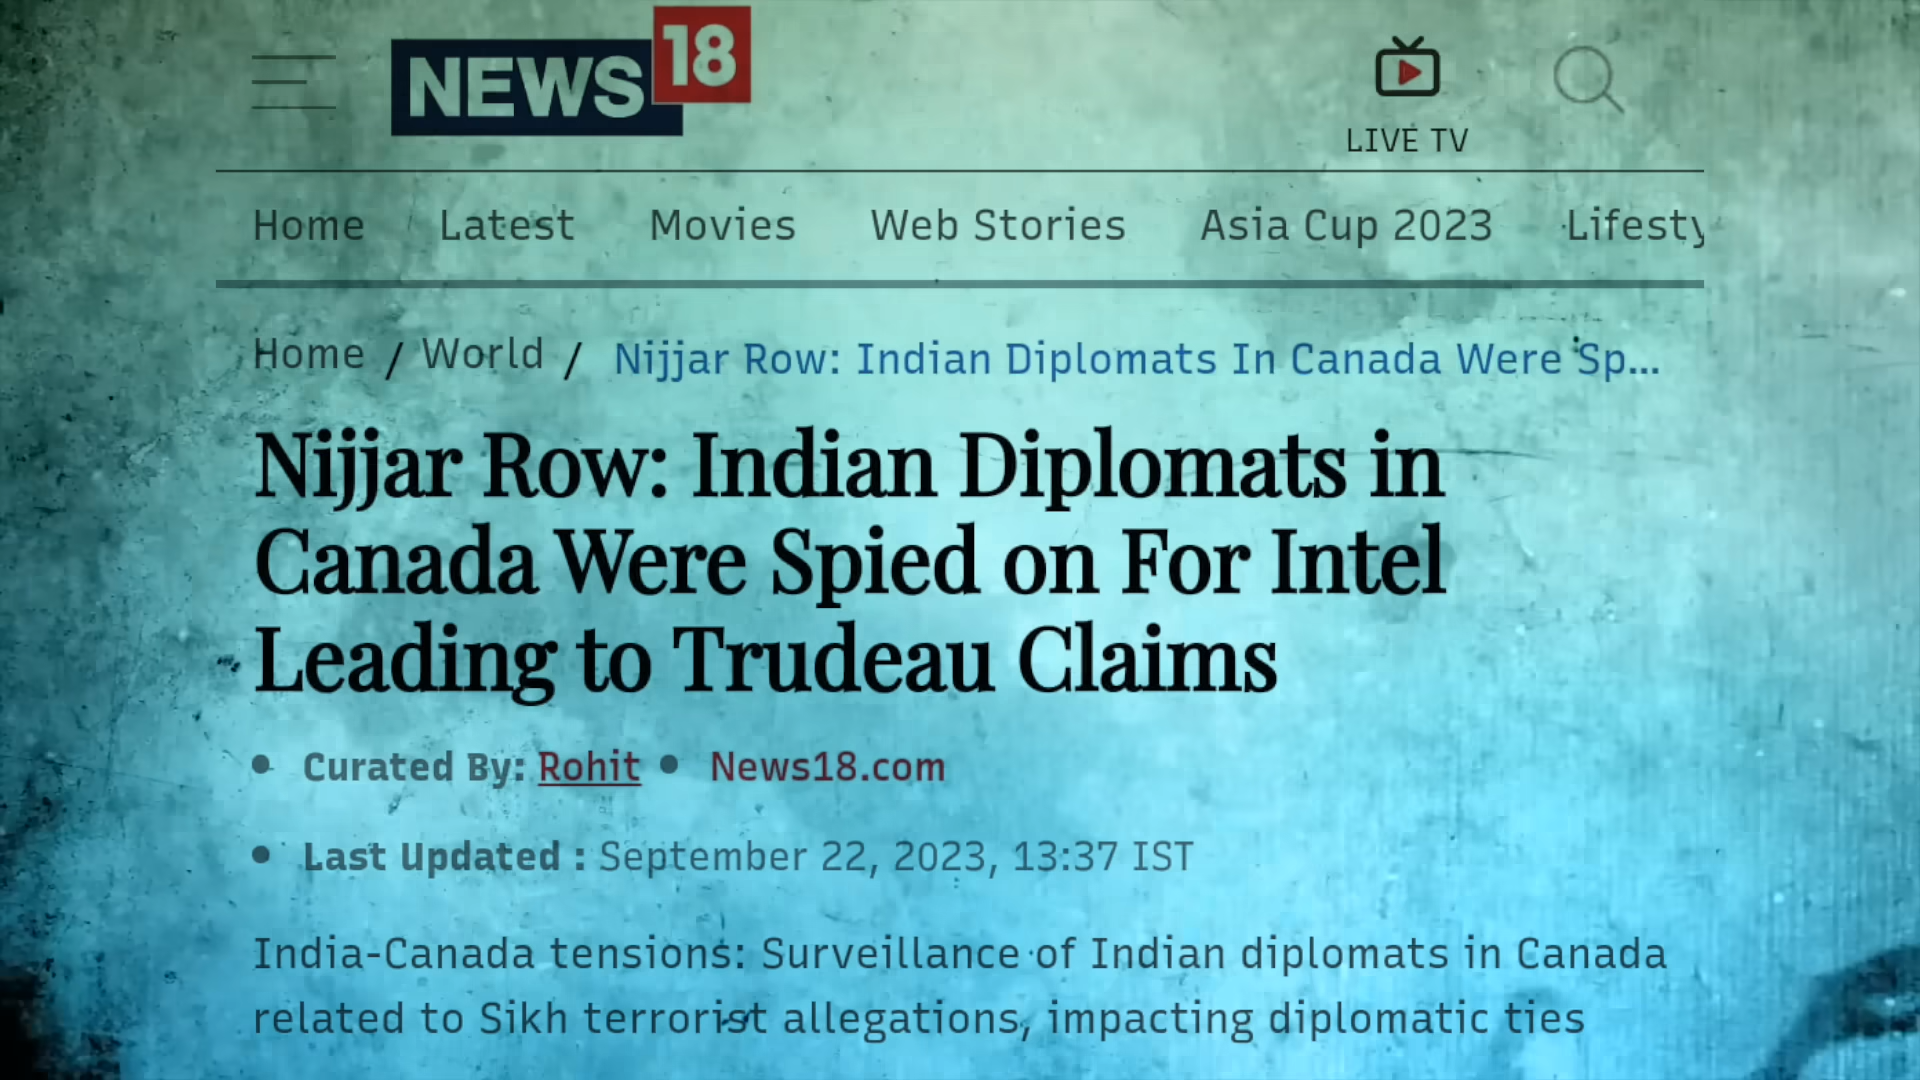 NEWS 18
LIVE TV
Home Latest Movies Web Stories Asia Cup 2023 Lifesty
Home / World / Nijjar Row: Indian Diplomats In Canada Were Sp...
Nijjar Row: Indian Diplomats in
Canada Were Spied on For Intel
Leading to Trudeau Claims
• Curated By: Rohit • News18.com
• Last Updated : September 22, 2023, 13:37 IST
India-Canada tensions: Surveillance of Indian diplomats in Canada
related to Sikh terrorist allegations, impacting diplomatic ties